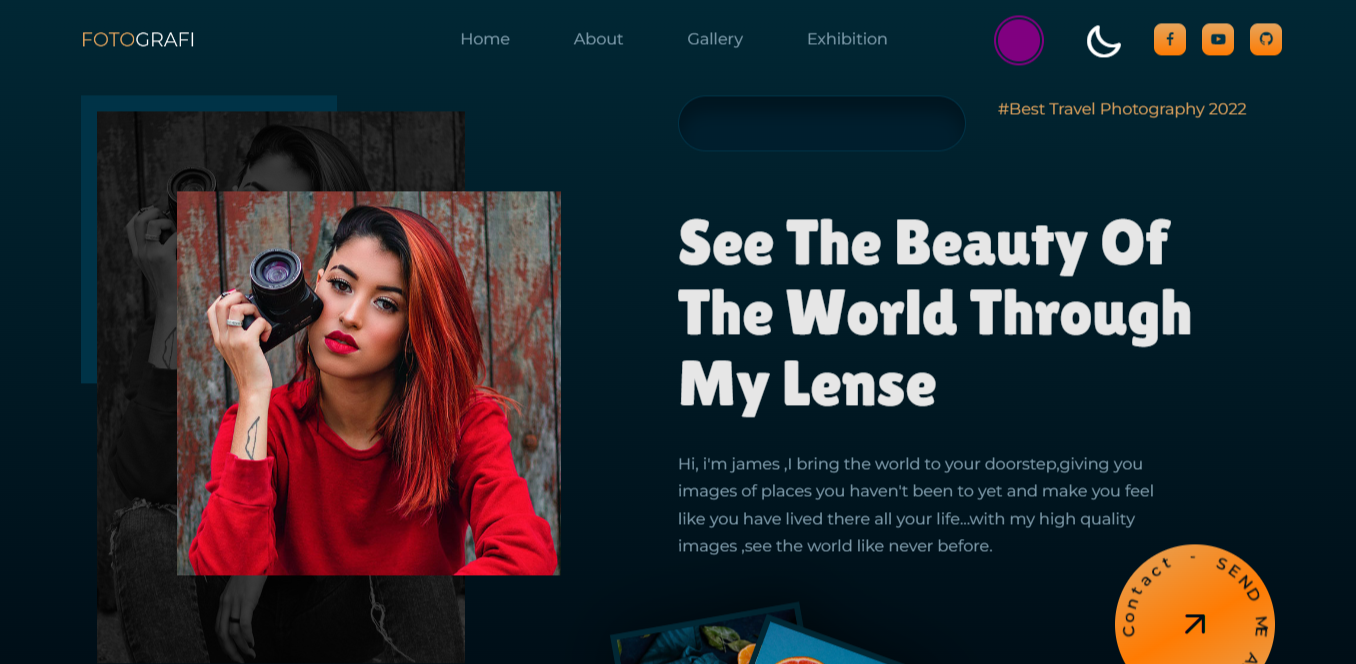 FOTOGRAFI
Home
About
Gallery
Exhibition
#Best Travel Photography 2022
See The Beauty Of
The World Through
My Lense
Hi, i'm james ,I bring the world to your doorstep,giving you
images of places you haven't been to yet and make you feel
like you have lived there all your life...with my high quality
images ,see the world like never before.
Contact - SEND ME A